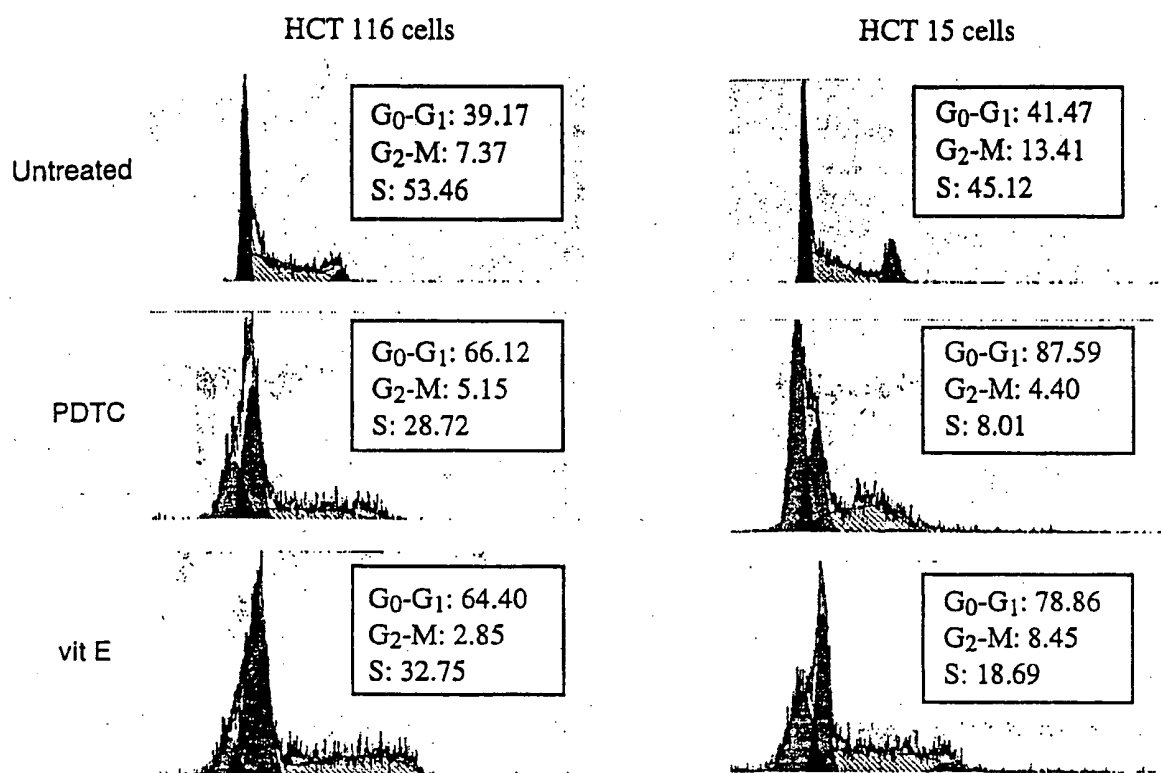 HCT 116 cells
HCT 15 cells
Untreated
G0-G1: 39.17
G2-M: 7.37
S: 53.46
G0-G1: 41.47
G2-M: 13.41
S: 45.12
PDTC
G0-G1: 66.12
G2-M: 5.15
S: 28.72
G0-G1: 87.59
G2-M: 4.40
S: 8.01
vit E
G0-G1: 64.40
G2-M: 2.85
S: 32.75
G0-G1: 78.86
G2-M: 8.45
S: 18.69